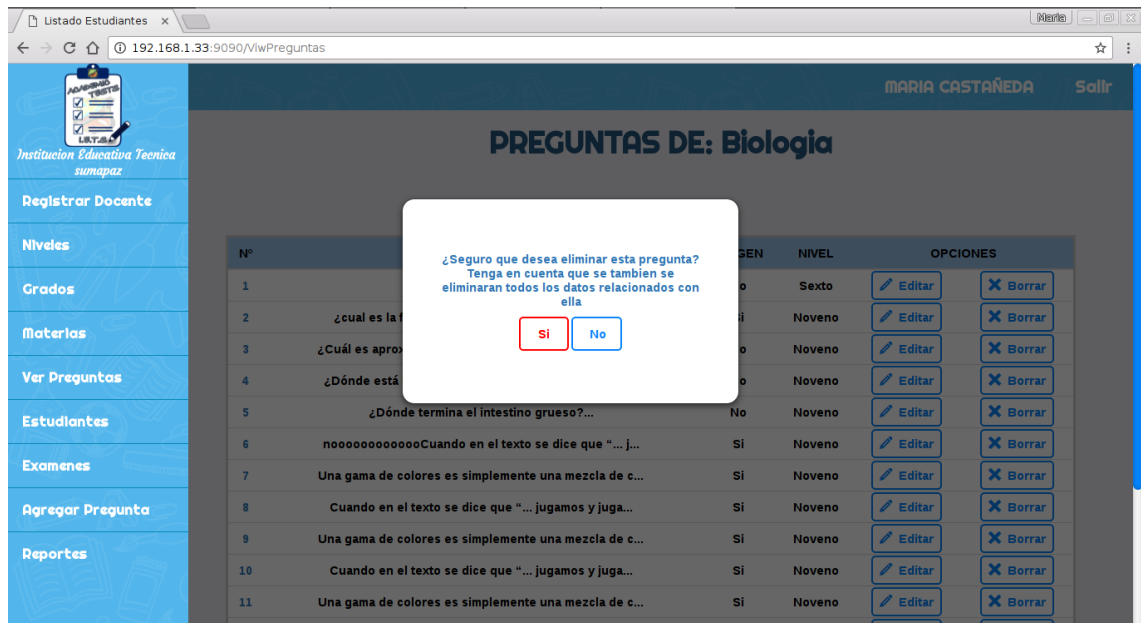 Listado Estudiantes
Maria
192.168.1.33:9090/ViwPreguntas
ACADEMIO
TESTS
I.E.T.S.
Institucion Educativa Tecnica
sumapaz
Registrar Docente
Niveles
Grados
Materias
Ver Preguntas
Estudiantes
Examenes
Agregar Pregunta
Reportes
MARIA CASTAÑEDA Salir
PREGUNTAS DE: Biologia
¿Seguro que desea eliminar esta pregunta?
Tenga en cuenta que se tambien se
eliminaran todos los datos relacionados con
ella
Si No
Nº GEN NIVEL OPCIONES
1 o Sexto Editar Borrar
2 ¿cual es la f i Noveno Editar Borrar
3 ¿Cuál es aprox o Noveno Editar Borrar
4 ¿Dónde está o Noveno Editar Borrar
5 ¿Dónde termina el intestino grueso?... No Noveno Editar Borrar
6 nooooooooooooCuando en el texto se dice que “... j... Si Noveno Editar Borrar
7 Una gama de colores es simplemente una mezcla de c... Si Noveno Editar Borrar
8 Cuando en el texto se dice que “... jugamos y juga... Si Noveno Editar Borrar
9 Una gama de colores es simplemente una mezcla de c... Si Noveno Editar Borrar
10 Cuando en el texto se dice que “... jugamos y juga... Si Noveno Editar Borrar
11 Una gama de colores es simplemente una mezcla de c... Si Noveno Editar Borrar